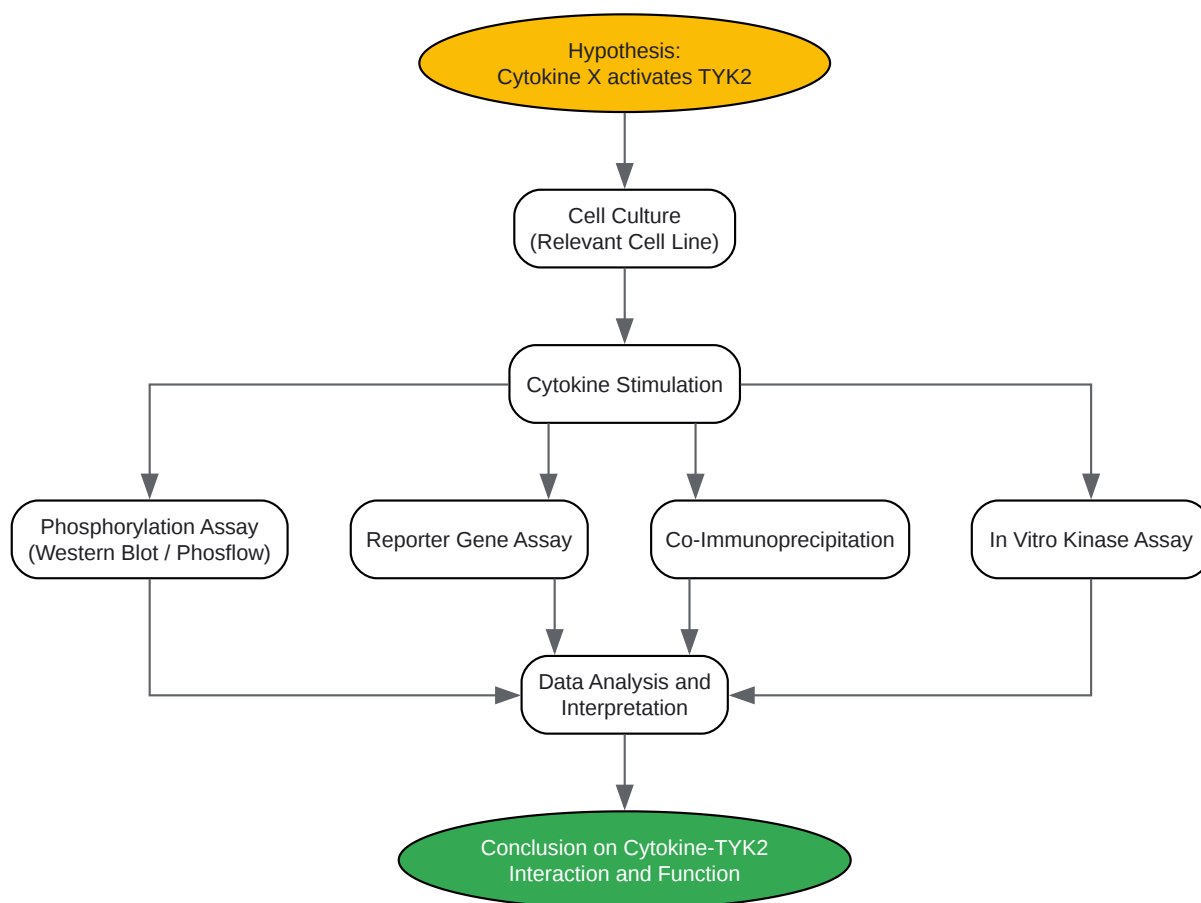 Hypothesis:
Cytokine X activates TYK2
Cell Culture
(Relevant Cell Line)
Cytokine Stimulation
Phosphorylation Assay
(Western Blot / Phosflow)
Reporter Gene Assay
Co-Immunoprecipitation
In Vitro Kinase Assay
Data Analysis and
Interpretation
Conclusion on Cytokine-TYK2
Interaction and Function